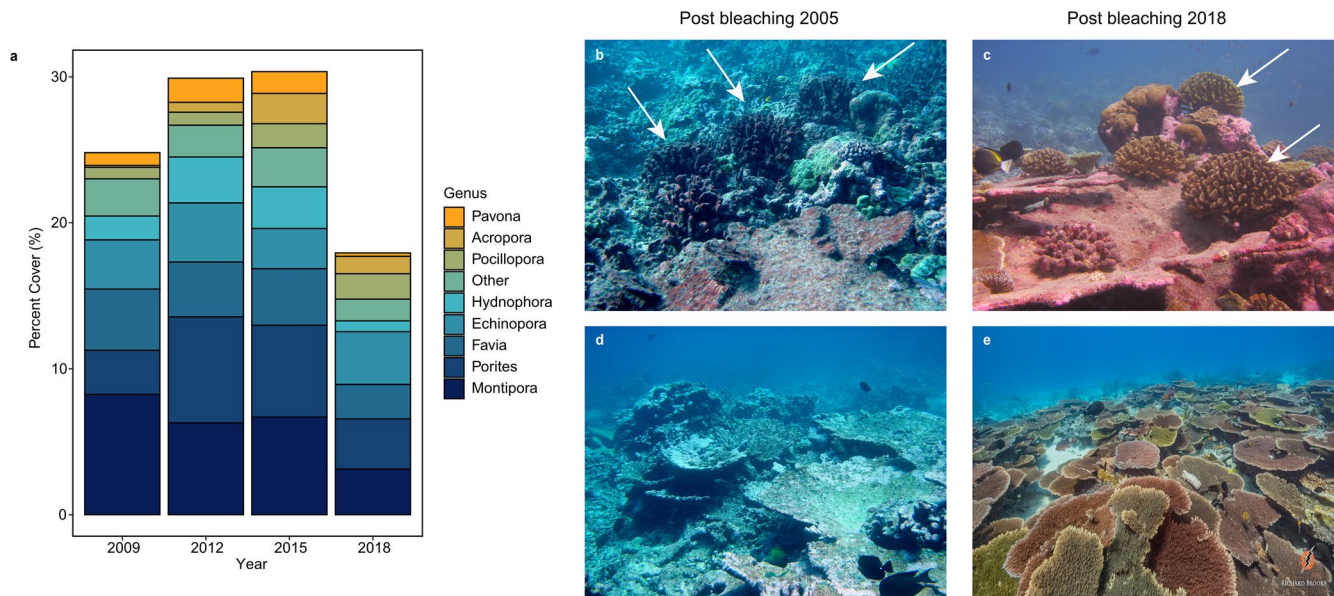 Post bleaching 2005
Post bleaching 2018
a
b
c
d
e
30
20
10
0
Percent Cover (%)
2009
2012
2015
2018
Year
Genus
Pavona
Acropora
Pocillopora
Other
Hydnophora
Echinopora
Favia
Porites
Montipora
RICHARD BROOKS